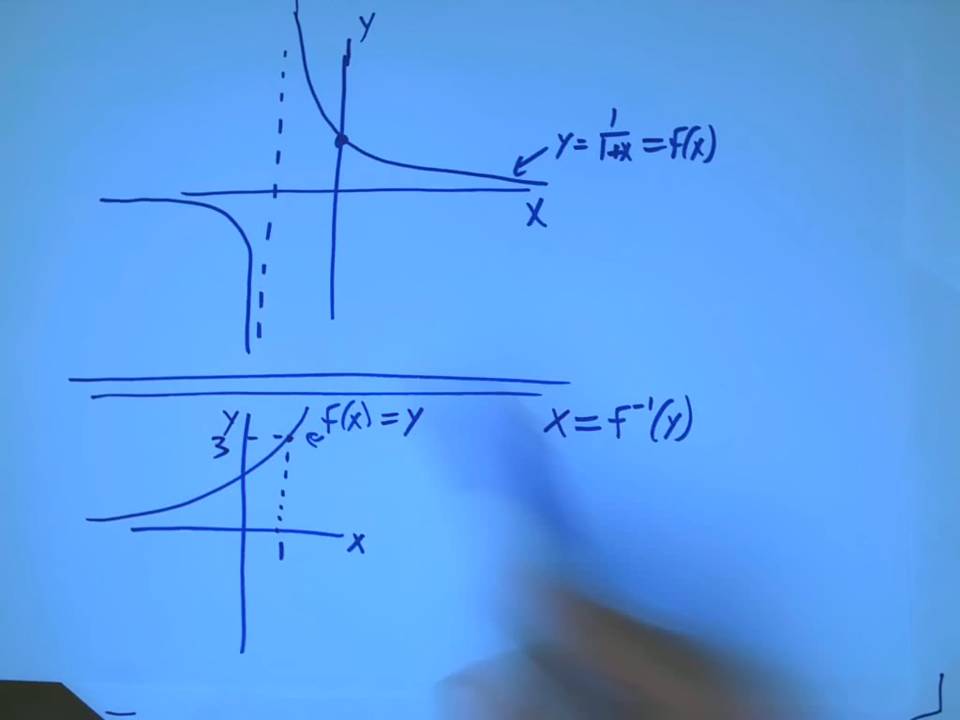 y
y = 1/1+x = f(x)
x
y
f(x) = y
x = f⁻¹(y)
3
x
1